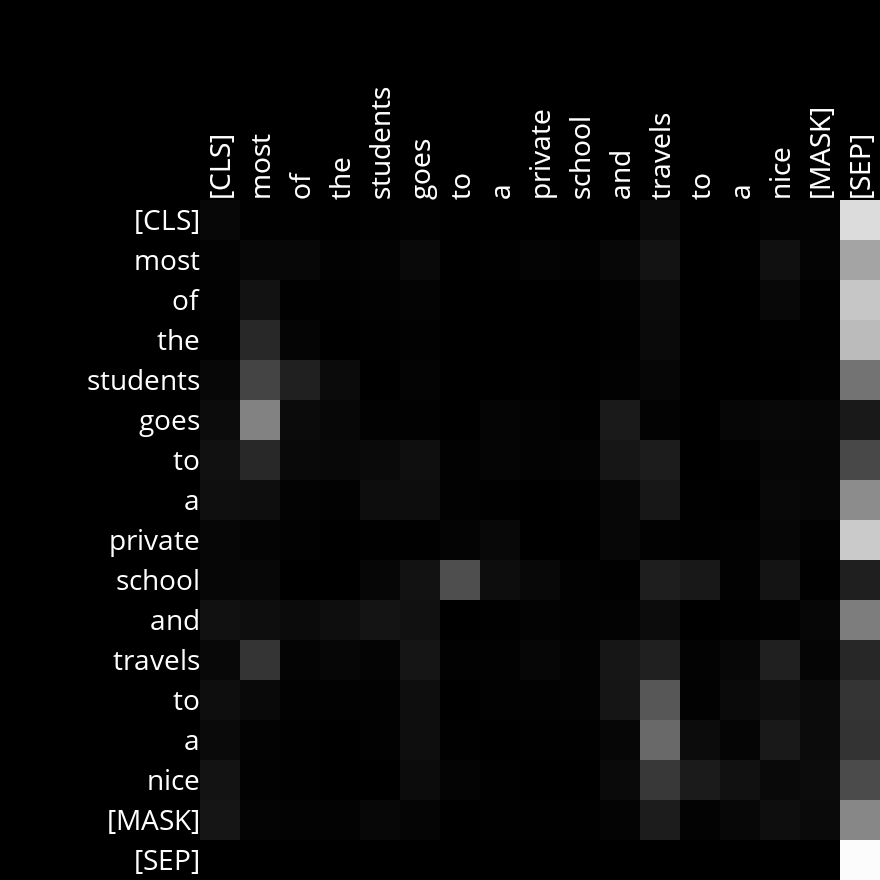 [CLS] most of the students goes to a private school and travels to a nice [MASK] [SEP]
[CLS]
most
of
the
students
goes
to
a
private
school
and
travels
to
a
nice
[MASK]
[SEP]